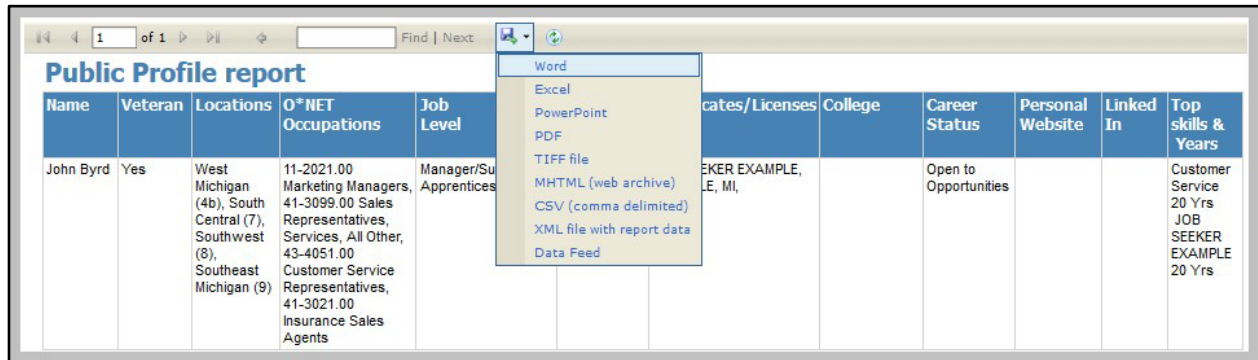 1 of 1 Find | Next
Public Profile report
Word
Excel
PowerPoint
PDF
TIFF file
MHTML (web archive)
CSV (comma delimited)
XML file with report data
Data Feed
Name Veteran Locations O*NET Job cates/Licenses College Career Personal Linked Top
Occupations Level Status Website In skills &
Years
John Byrd Yes West 11-2021.00 Manager/Su EKER EXAMPLE, Open to Customer
Michigan Marketing Managers, Apprentices LE, MI, Opportunities Service
(4b), South 41-3099.00 Sales 20 Yrs
Central (7), Representatives, JOB
Southwest Services, All Other, SEEKER
(8), 43-4051.00 EXAMPLE
Southeast Customer Service 20 Yrs
Michigan (9) Representatives,
41-3021.00
Insurance Sales
Agents